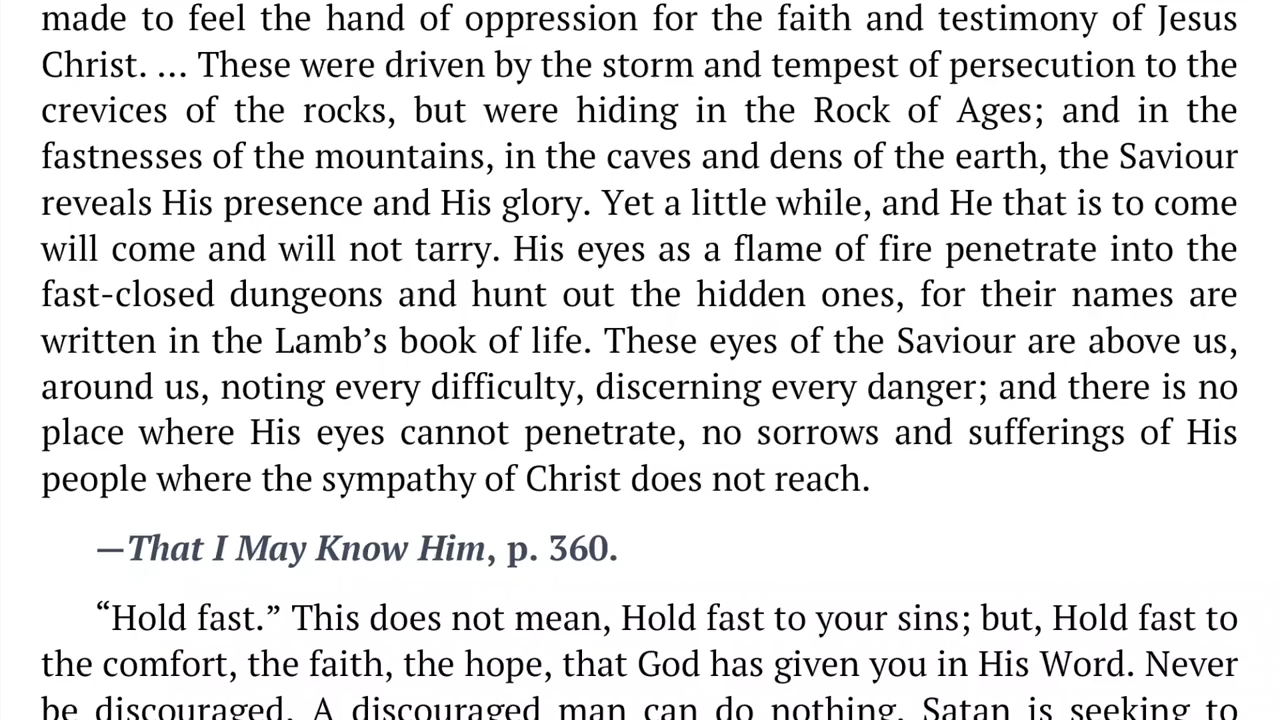 made to feel the hand of oppression for the faith and testimony of Jesus
Christ. ... These were driven by the storm and tempest of persecution to the
crevices of the rocks, but were hiding in the Rock of Ages; and in the
fastnesses of the mountains, in the caves and dens of the earth, the Saviour
reveals His presence and His glory. Yet a little while, and He that is to come
will come and will not tarry. His eyes as a flame of fire penetrate into the
fast-closed dungeons and hunt out the hidden ones, for their names are
written in the Lamb’s book of life. These eyes of the Saviour are above us,
around us, noting every difficulty, discerning every danger; and there is no
place where His eyes cannot penetrate, no sorrows and sufferings of His
people where the sympathy of Christ does not reach.
—That I May Know Him, p. 360.
“Hold fast.” This does not mean, Hold fast to your sins; but, Hold fast to
the comfort, the faith, the hope, that God has given you in His Word. Never
be discouraged. A discouraged man can do nothing. Satan is seeking to